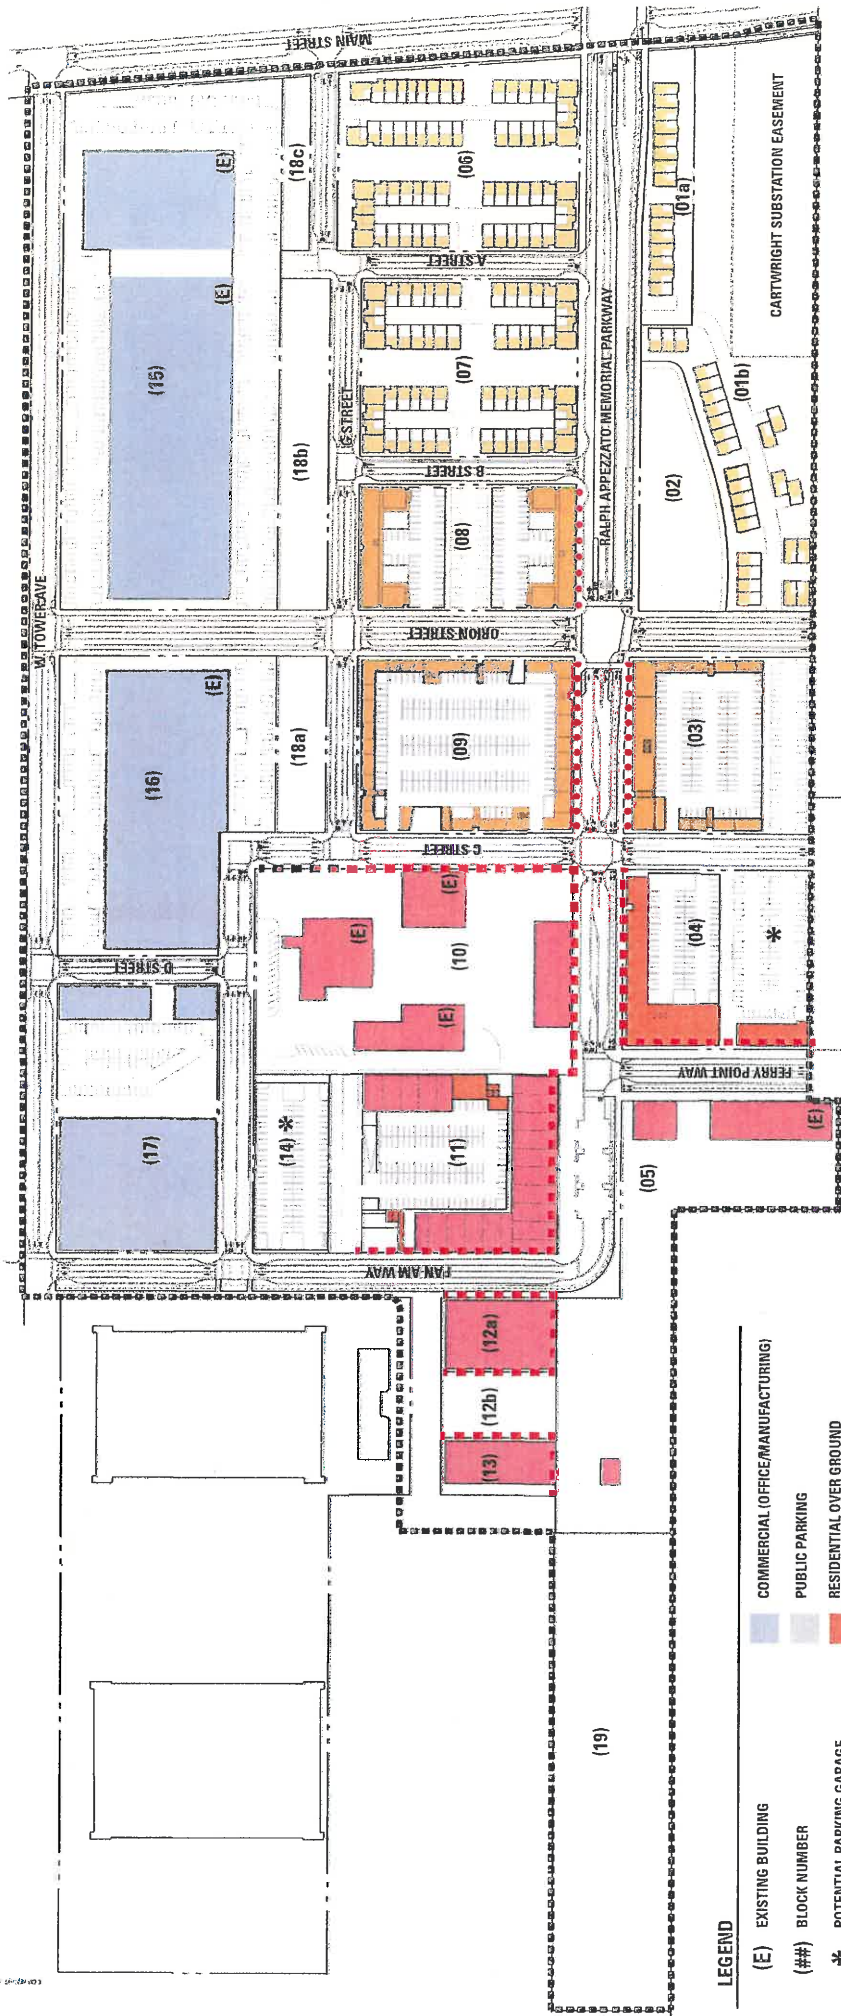 MAIN STREET
W. TOWER AVE
(E)
(18c)
(06)
(01a)
CARTWRIGHT SUBSTATION EASEMENT
A STREET
RALPH APPEZZATO MEMORIAL PARKWAY
(E)
(15)
(18b)
G STREET
(07)
(01b)
B STREET
(02)
(08)
ORION STREET
(E)
(16)
(18a)
(09)
(03)
C STREET
D STREET
(E)
(E)
(10)
(E)
(04)
*
FERRY POINT WAY
(17)
(14) *
(11)
(E)
(05)
PAN AM WAY
(12a)
(12b)
(13)
(19)
LEGEND
(E) EXISTING BUILDING
(##) BLOCK NUMBER
* POTENTIAL PARKING GARAGE
COMMERCIAL (OFFICE/MANUFACTURING)
PUBLIC PARKING
RESIDENTIAL OVER GROUND